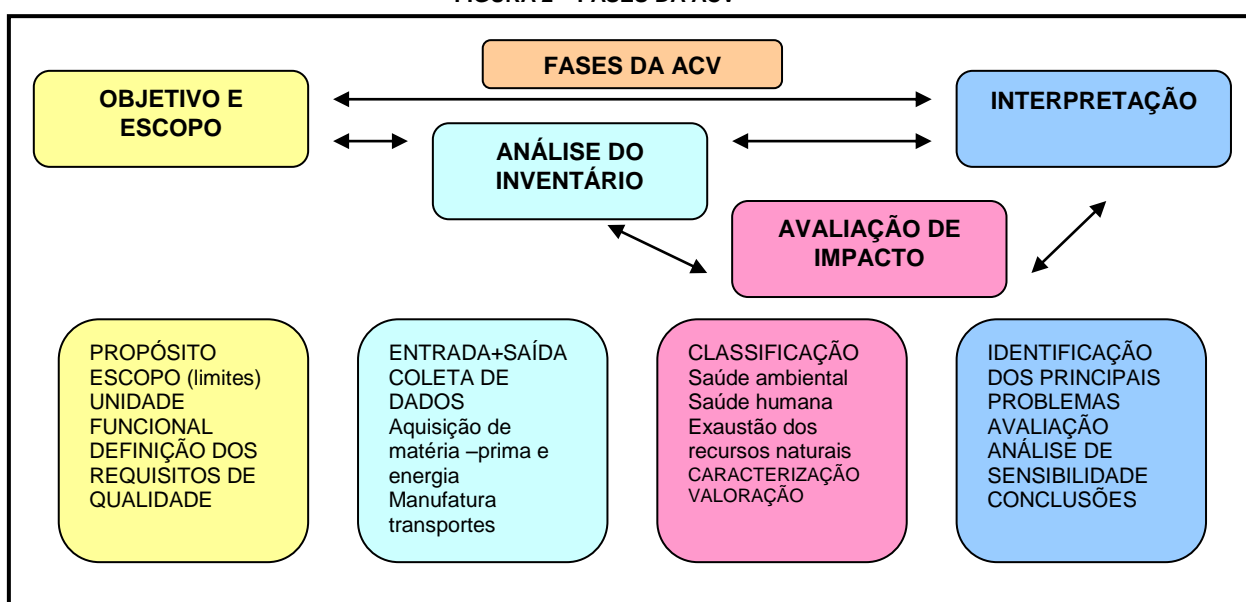 FASES DA ACV
OBJETIVO E
ESCOPO
INTERPRETAÇÃO
ANÁLISE DO
INVENTÁRIO
AVALIAÇÃO DE
IMPACTO
PROPÓSITO
ESCOPO (limites)
UNIDADE
FUNCIONAL
DEFINIÇÃO DOS
REQUISITOS DE
QUALIDADE
ENTRADA+SAÍDA
COLETA DE
DADOS
Aquisição de
matéria –prima e
energia
Manufatura
transportes
CLASSIFICAÇÃO
Saúde ambiental
Saúde humana
Exaustão dos
recursos naturais
CARACTERIZAÇÃO
VALORAÇÃO
IDENTIFICAÇÃO
DOS PRINCIPAIS
PROBLEMAS
AVALIAÇÃO
ANÁLISE DE
SENSIBILIDADE
CONCLUSÕES